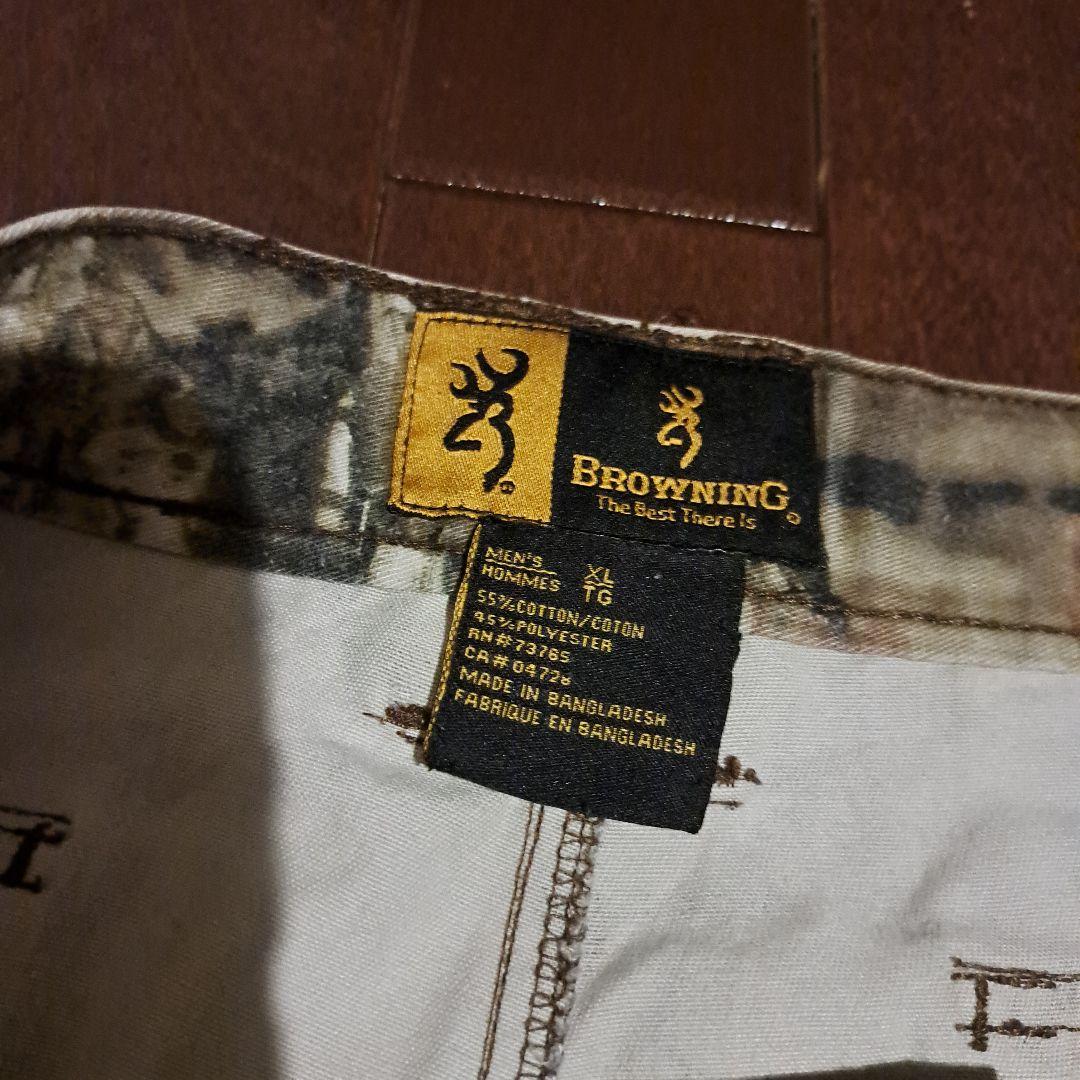 BROWNING
The Best There Is
MEN'S XL
HOMMES TG
55% COTTON/COTON
45% POLYESTER
RN# 73765
CA# 04728
MADE IN BANGLADESH
FABRIQUE EN BANGLADESH